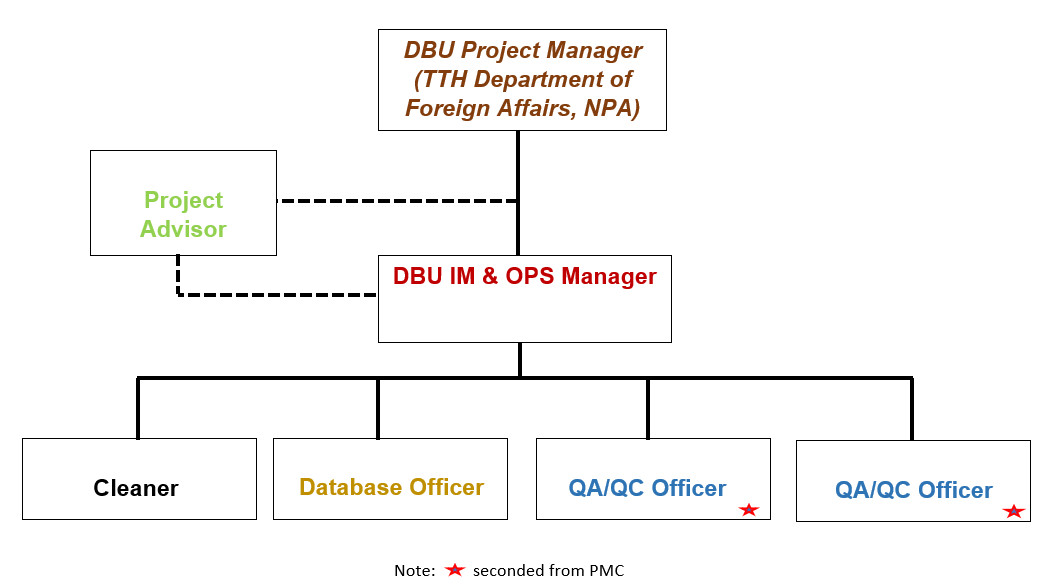 DBU Project Manager
(TTH Department of
Foreign Affairs, NPA)
Project
Advisor
DBU IM & OPS Manager
Cleaner
Database Officer
QA/QC Officer
QA/QC Officer
Note: seconded from PMC